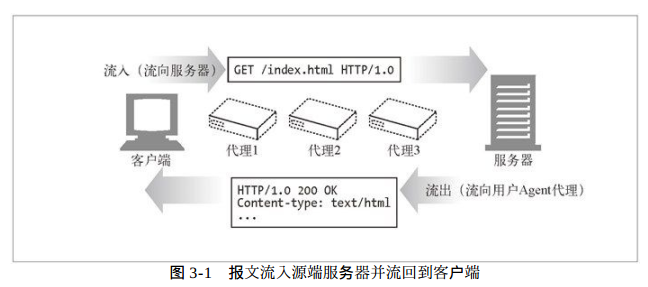 流入（流向服务器）
GET /index.html HTTP/1.0
客户端
代理1
代理2
代理3
服务器
HTTP/1.0 200 OK
Content-type: text/html
...
流出（流向用户Agent代理）
图 3-1 报文流入源端服务器并流回到客户端